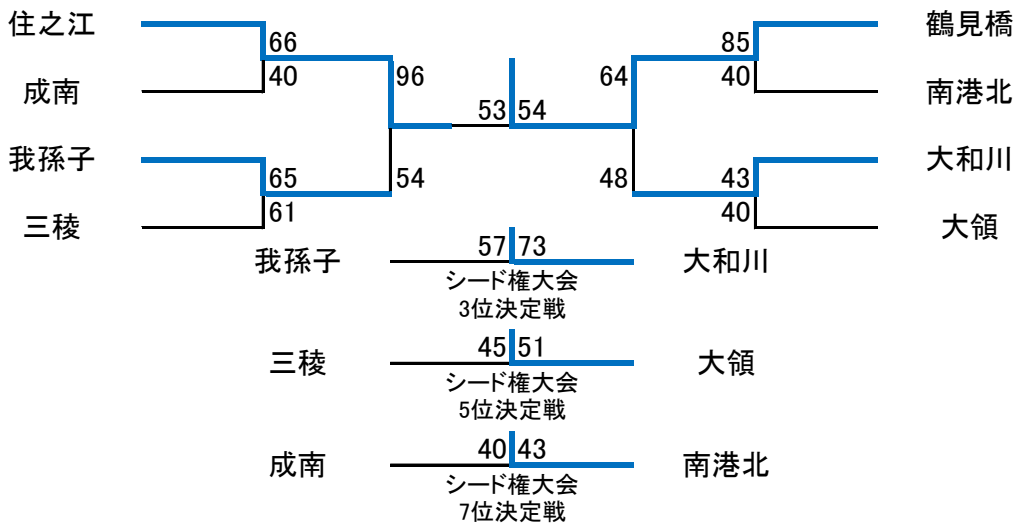 住之江 鶴見橋
66 85
成南 40 96 64 40 南港北
53 54
我孫子 大和川
65 54 48 43
三稜 61 40 大領
我孫子 57 73 大和川
シード権大会
3位決定戦
三稜 45 51 大領
シード権大会
5位決定戦
成南 40 43 南港北
シード権大会
7位決定戦